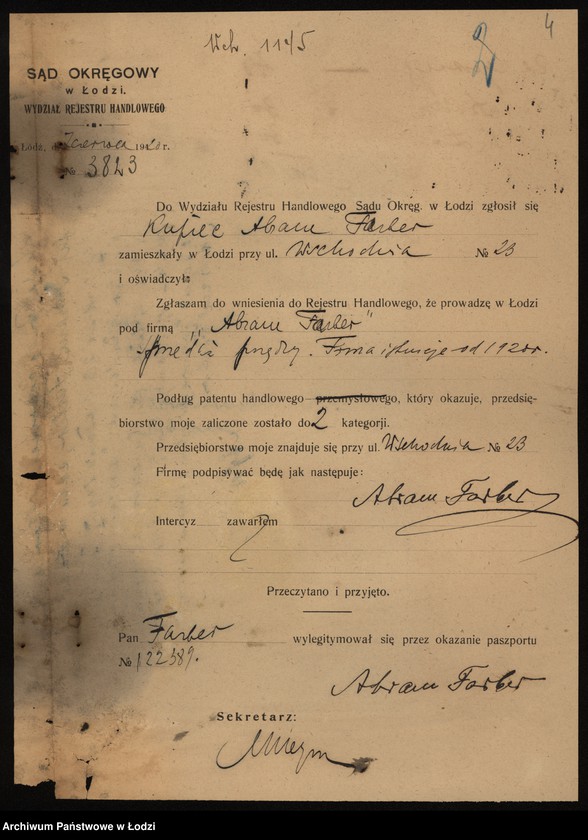 4
2
SĄD OKRĘGOWY
w Łodzi.
WYDZIAŁ REJESTRU HANDLOWEGO
Łódź, d. Czerwca 1920 r.
№ 3823
Do Wydziału Rejestru Handlowego Sądu Okręg. w Łodzi zgłosił się
Kupiec Abram Farber
zamieszkały w Łodzi przy ul. Wschodnia № 23
i oświadczył:
Zgłaszam do wniesienia do Rejestru Handlowego, że prowadzę w Łodzi
pod firmą „Abram Farber"
przędzy. Firma istnieje od 1920 r.
Podług patentu handlowego przemysłowego, który okazuje, przedsię-
biorstwo moje zaliczone zostało do 2 kategorji.
Przedsiębiorstwo moje znajduje się przy ul. Wschodnia № 23
Firmę podpisywać będę jak następuje:
Abram Farber
Intercyz zawarłem
Przeczytano i przyjęto.
Pan Farber wylegitymował się przez okazanie paszportu
№ 122589.
Abram Farber
Sekretarz:
Archiwum Państwowe w Łodzi